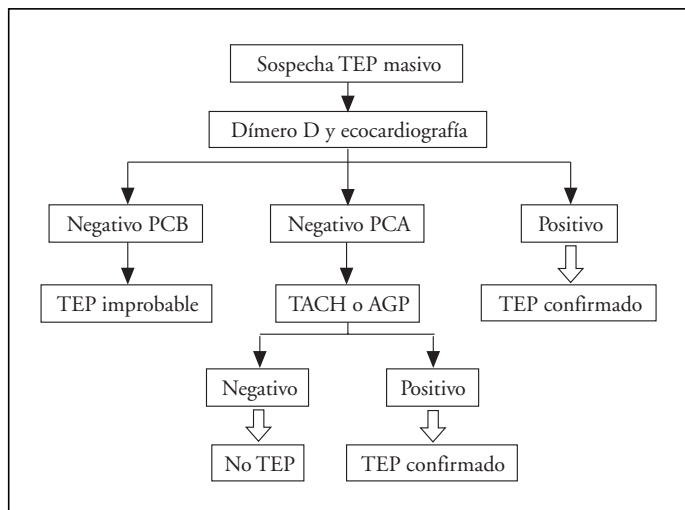 Sospecha TEP masivo
Dímero D y ecocardiografía
Negativo PCB
Negativo PCA
Positivo
TEP improbable
TACH o AGP
TEP confirmado
Negativo
Positivo
No TEP
TEP confirmado